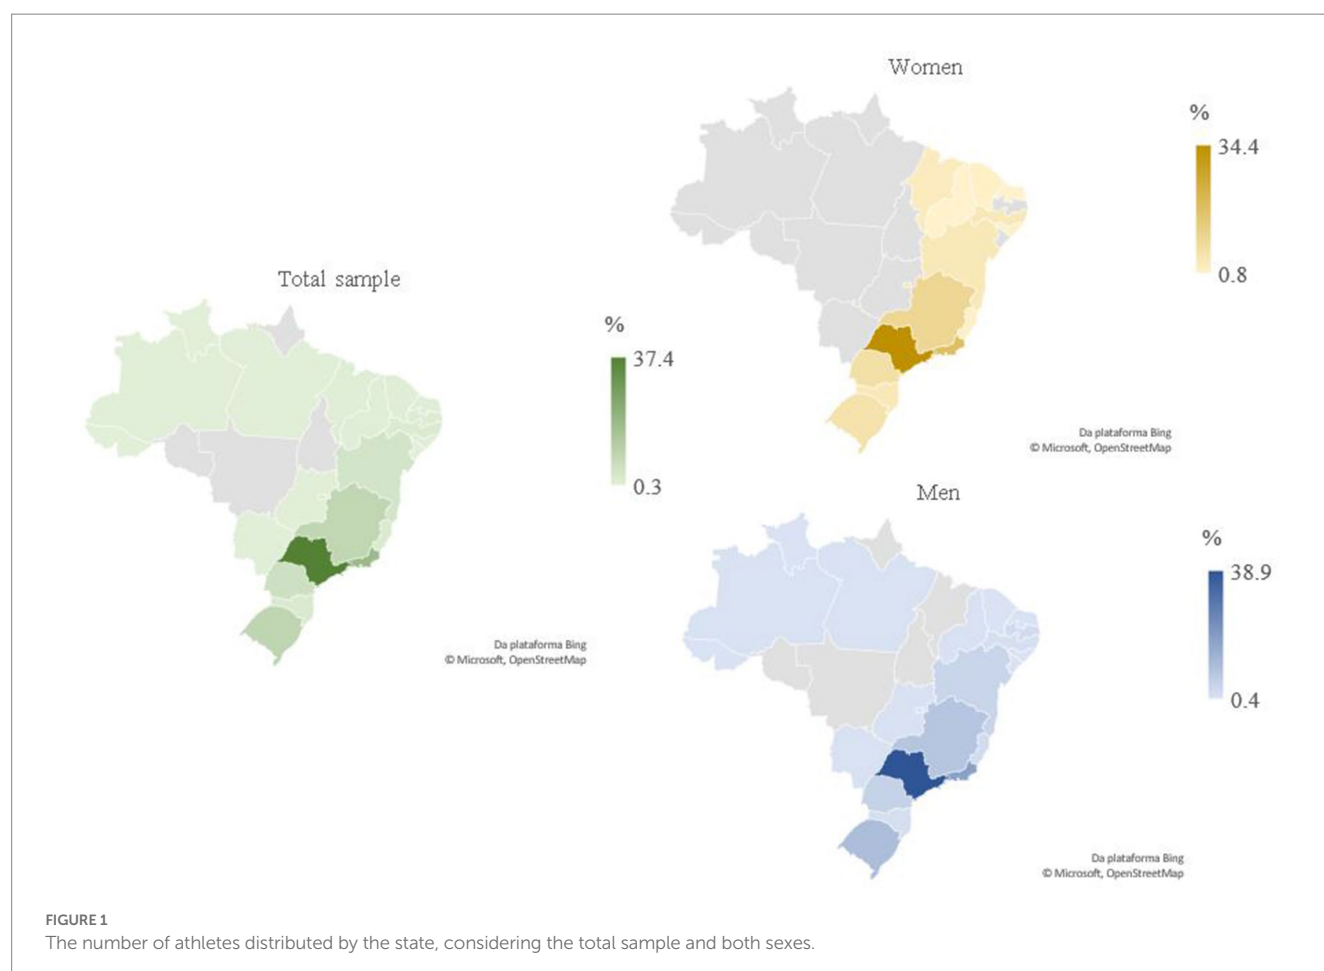 Women
%
34.4
0.8
Da plataforma Bing
© Microsoft, OpenStreetMap
Total sample
%
37.4
0.3
Da plataforma Bing
© Microsoft, OpenStreetMap
Men
%
38.9
0.4
Da plataforma Bing
© Microsoft, OpenStreetMap
FIGURE 1
The number of athletes distributed by the state, considering the total sample and both sexes.